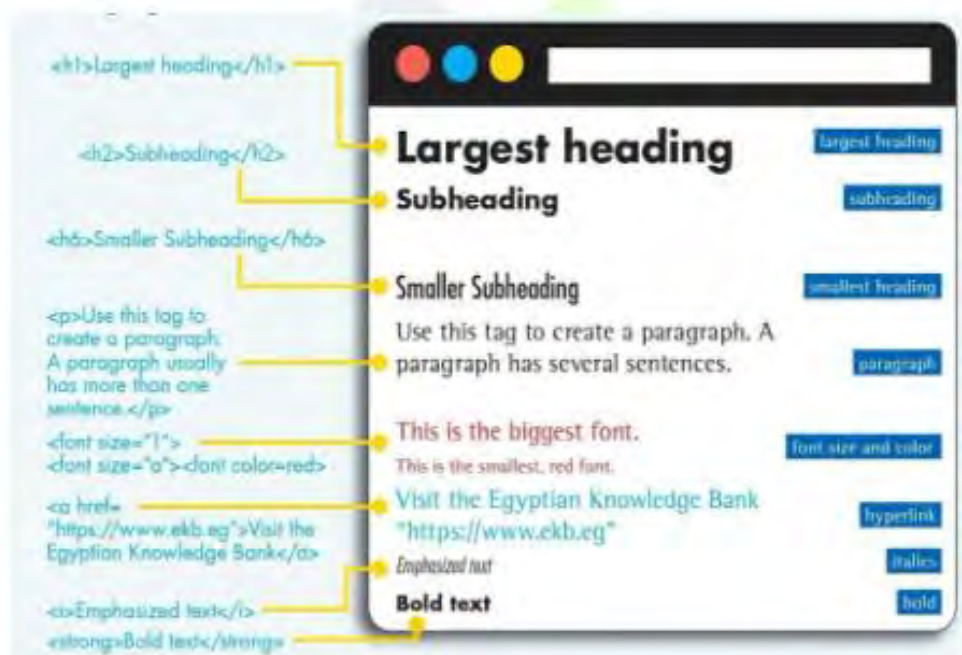 <h1>Largest heading</h1>
<h2>Subheading</h2>
<h6>Smaller Subheading</h6>
<p>Use this tag to
create a paragraph.
A paragraph usually
has more than one
sentence.</p>
<font size="1">
<font size="a"><font color=red>
<a href=
"https://www.ekb.eg">Visit the
Egyptian Knowledge Bank</a>
<i>Emphasized text</i>
<strong>Bold text</strong>
Largest heading
largest heading
Subheading
subheading
Smaller Subheading
smallest heading
Use this tag to create a paragraph. A
paragraph has several sentences.
paragraph
This is the biggest font.
This is the smallest, red font.
font size and color
Visit the Egyptian Knowledge Bank
"https://www.ekb.eg"
hyperlink
Emphasized text
italics
Bold text
bold